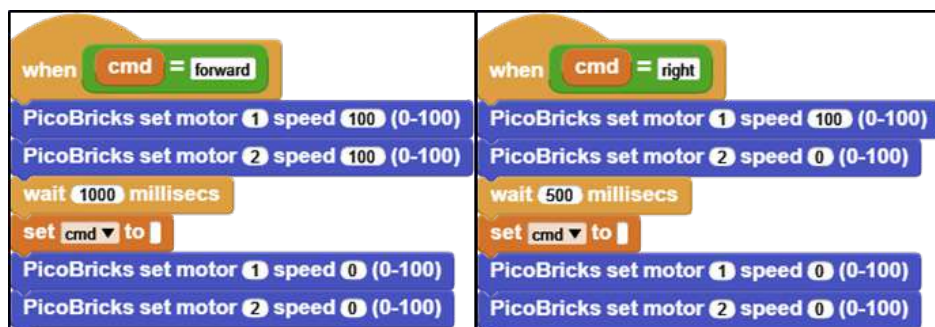 when cmd = forward
PicoBricks set motor 1 speed 100 (0-100)
PicoBricks set motor 2 speed 100 (0-100)
wait 1000 millisecs
set cmd ▼ to
PicoBricks set motor 1 speed 0 (0-100)
PicoBricks set motor 2 speed 0 (0-100)
when cmd = right
PicoBricks set motor 1 speed 100 (0-100)
PicoBricks set motor 2 speed 0 (0-100)
wait 500 millisecs
set cmd ▼ to
PicoBricks set motor 1 speed 0 (0-100)
PicoBricks set motor 2 speed 0 (0-100)